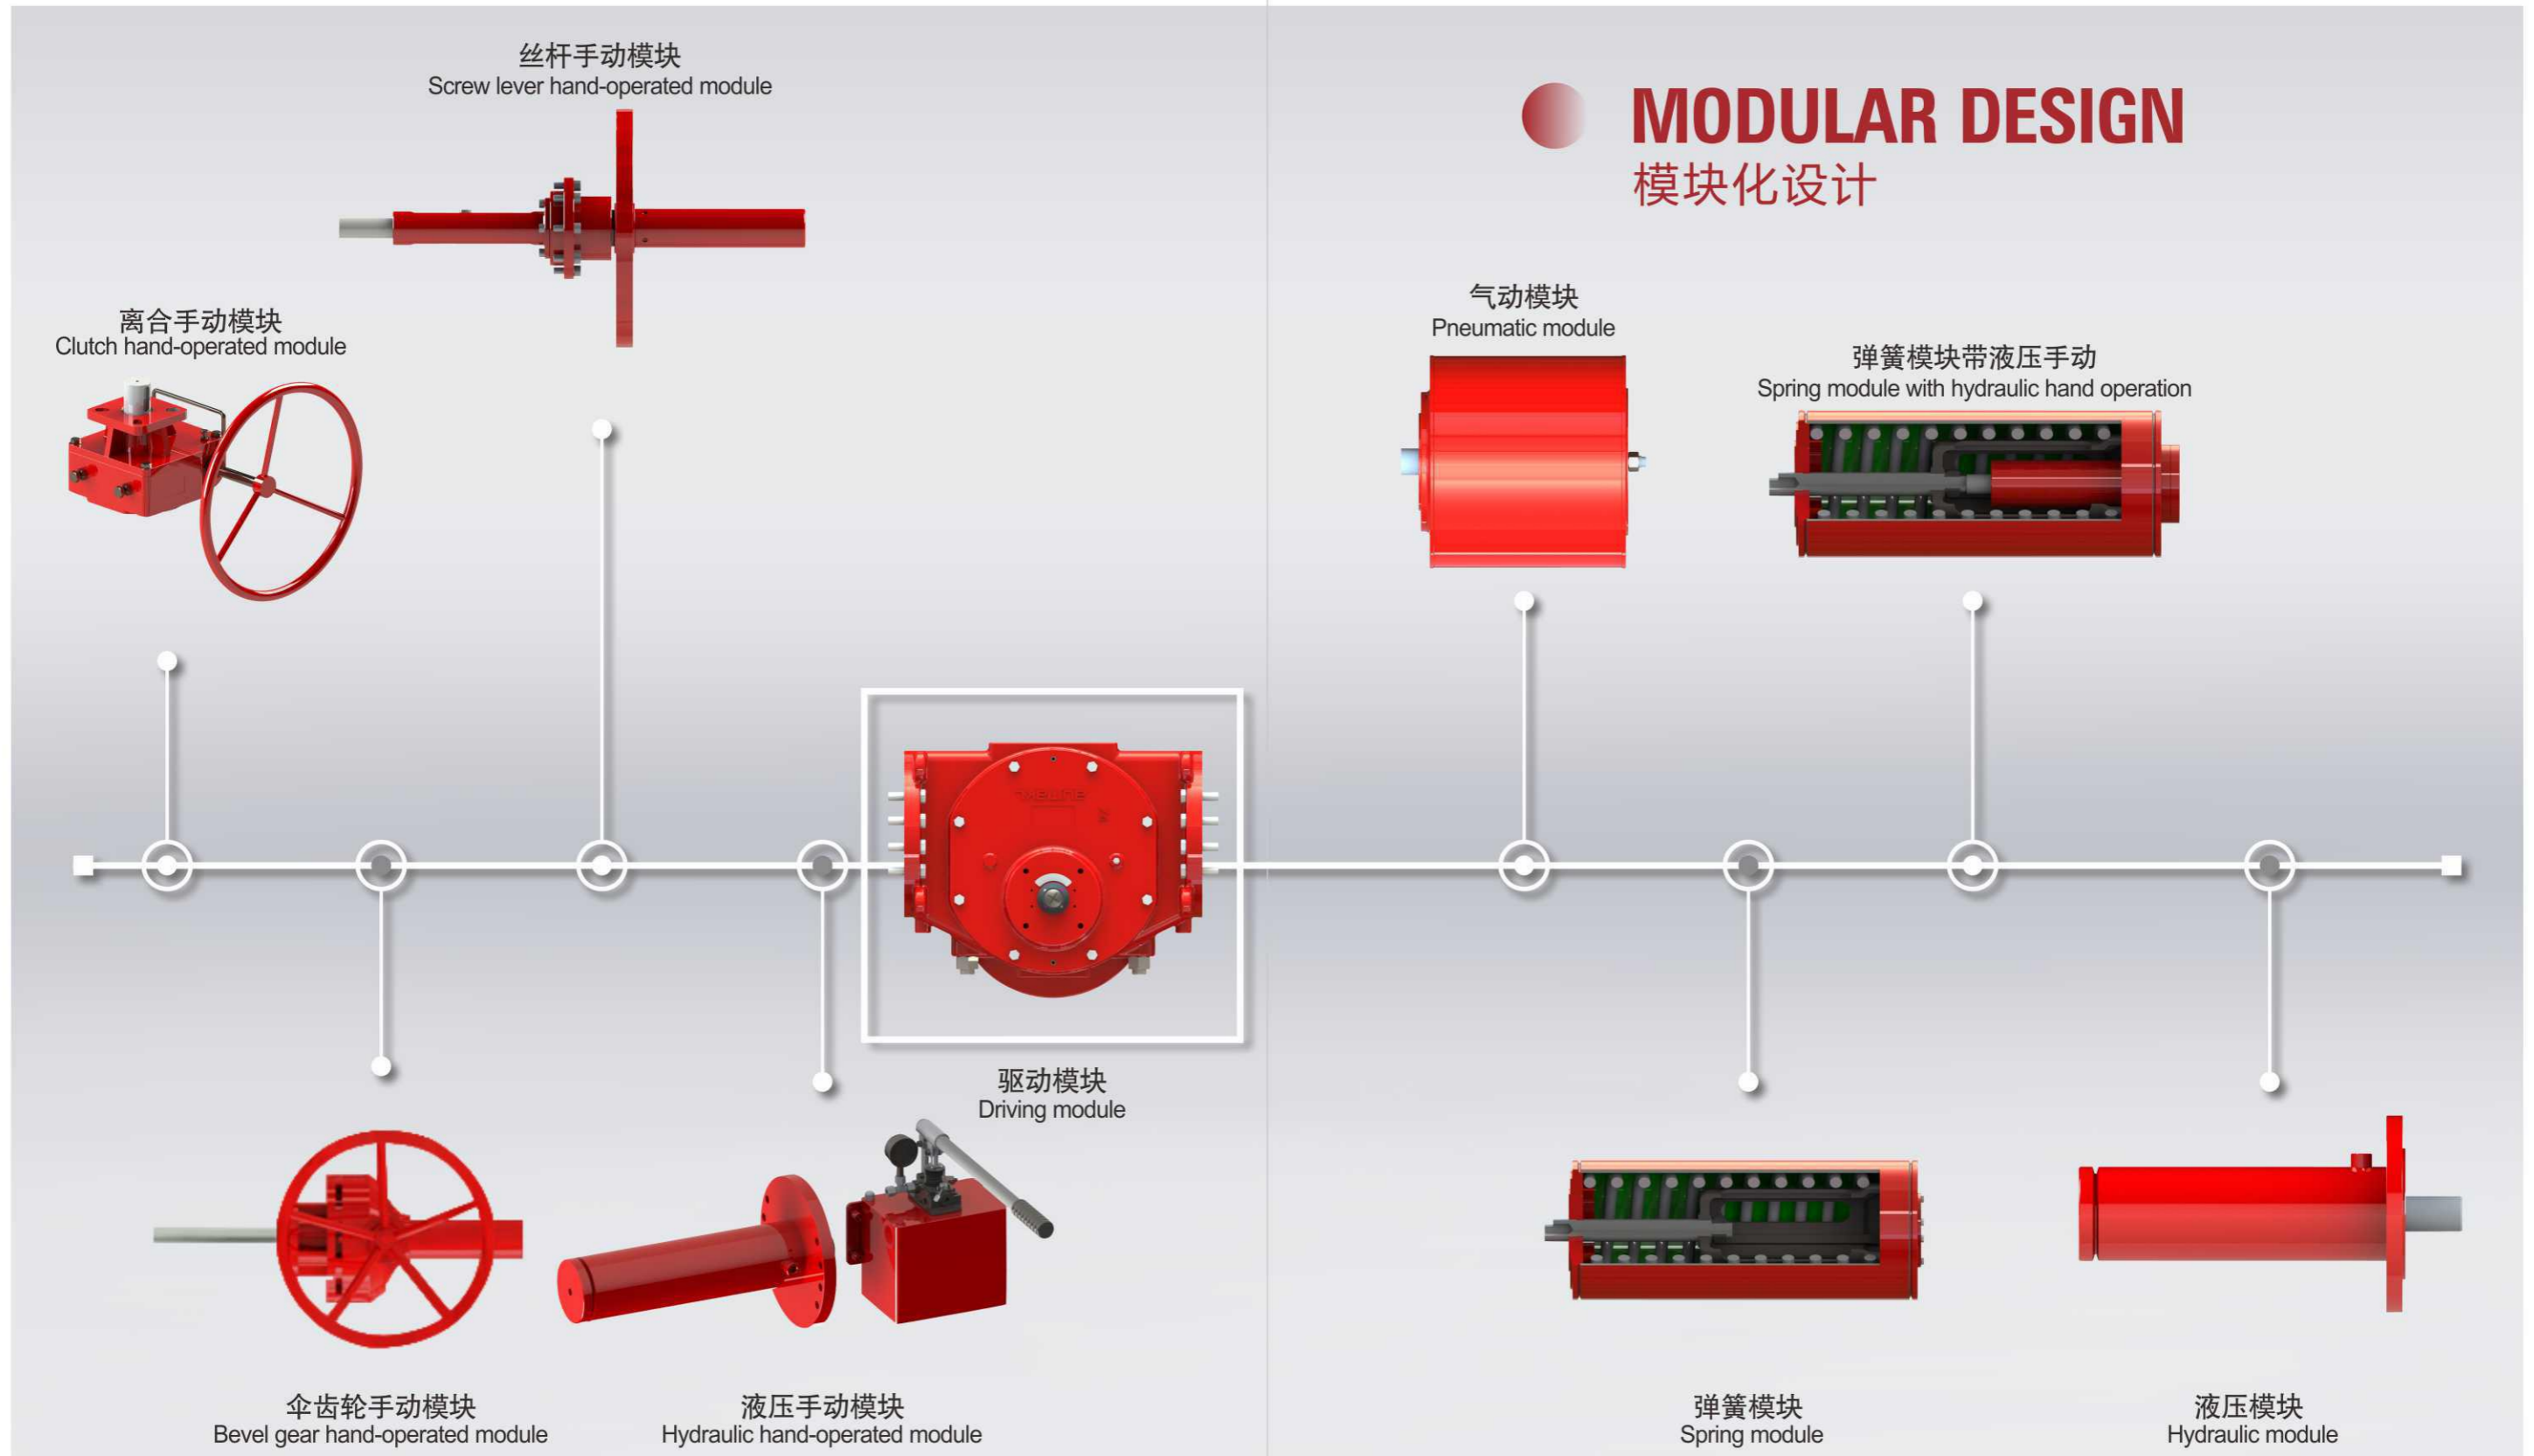 丝杆手动模块
Screw lever hand-operated module
MODULAR DESIGN
模块化设计
离合手动模块
Clutch hand-operated module
气动模块
Pneumatic module
弹簧模块带液压手动
Spring module with hydraulic hand operation
驱动模块
Driving module
伞齿轮手动模块
Bevel gear hand-operated module
液压手动模块
Hydraulic hand-operated module
弹簧模块
Spring module
液压模块
Hydraulic module